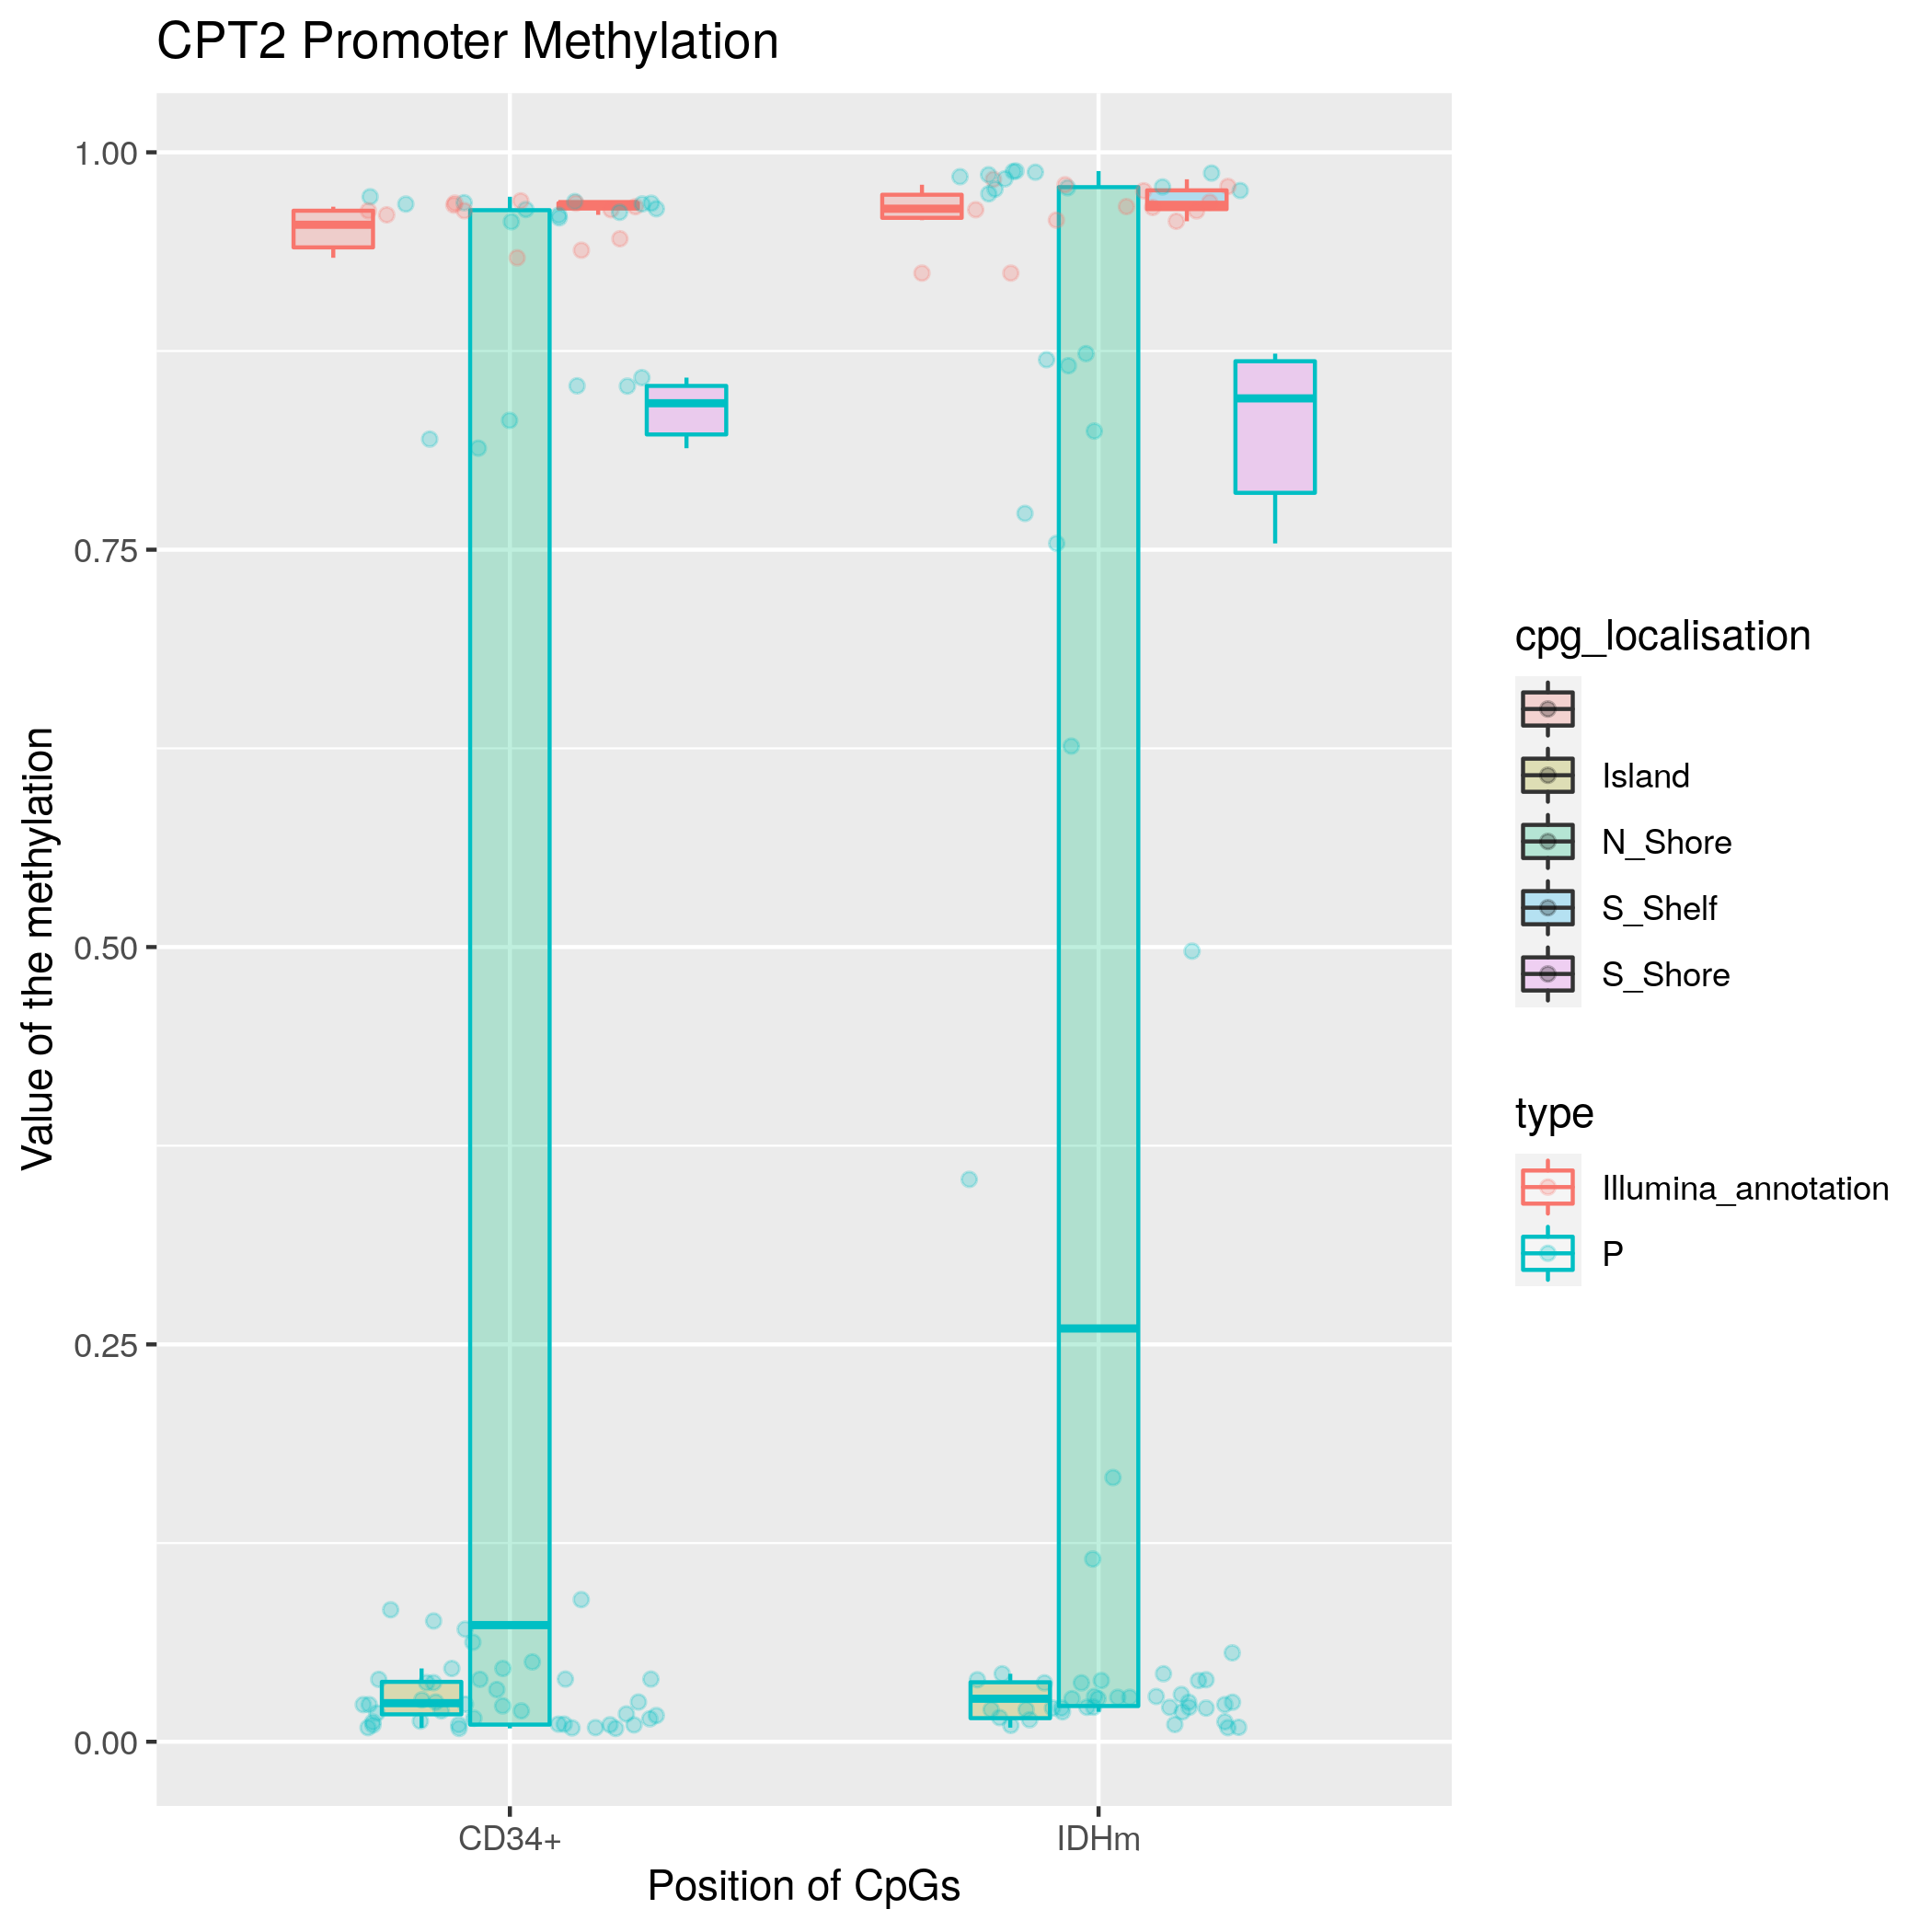 CPT2 Promoter Methylation
1.00
0.75
0.50
0.25
0.00
Value of the methylation
CD34+
IDHm
Position of CpGs
cpg_localisation
Island
N_Shore
S_Shelf
S_Shore
type
Illumina_annotation
P